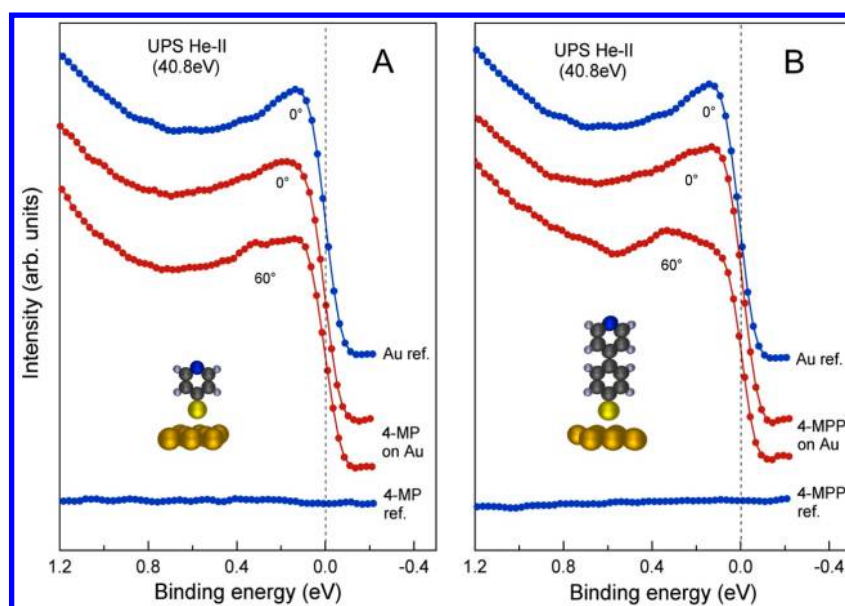 UPS He-II
(40.8eV)
A
0°
0°
60°
Au ref.
4-MP
on Au
4-MP
ref.
1.2 0.8 0.4 0.0 -0.4
Binding energy (eV)
Intensity (arb. units)
UPS He-II
(40.8eV)
B
0°
0°
60°
Au ref.
4-MPP
on Au
4-MPP
ref.
1.2 0.8 0.4 0.0 -0.4
Binding energy (eV)